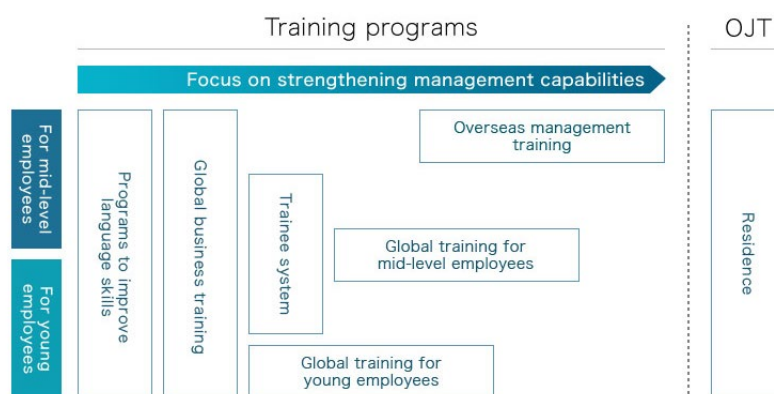 Training programs
OJT
Focus on strengthening management capabilities
For mid-level
employees
For young
employees
Programs to improve
language skills
Global business training
Trainee system
Overseas management
training
Global training for
mid-level employees
Global training for
young employees
Residence